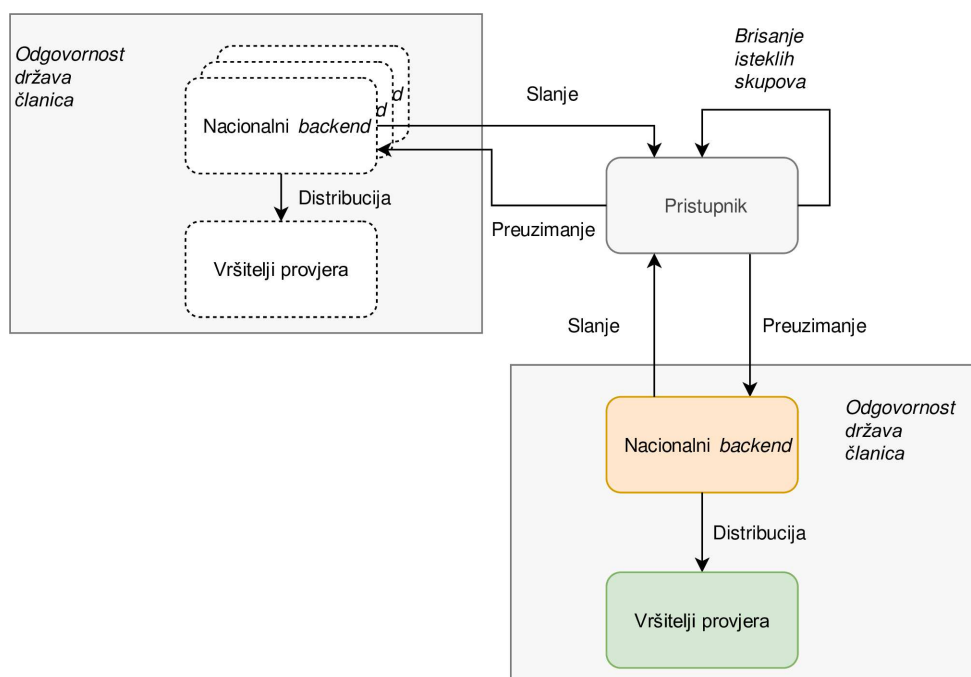 Odgovornost
država
članica
Nacionalni backend
d
d
Distribucija
Vršitelji provjera
Slanje
Preuzimanje
Brisanje
isteklih
skupova
Pristupnik
Slanje
Preuzimanje
Odgovornost
država
članica
Nacionalni backend
Distribucija
Vršitelji provjera